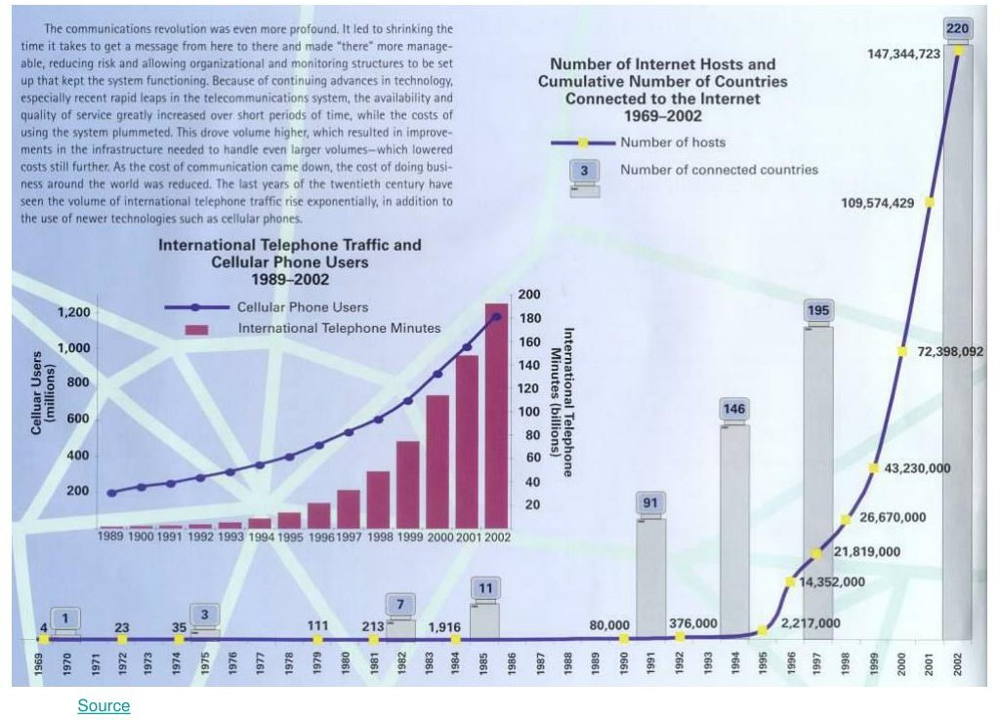 The communications revolution was even more profound. It led to shrinking the
time it takes to get a message from here to there and made "there" more manage-
able, reducing risk and allowing organizational and monitoring structures to be set
up that kept the system functioning. Because of continuing advances in technology,
especially recent rapid leaps in the telecommunications system, the availability and
quality of service greatly increased over short periods of time, while the costs of
using the system plummeted. This drove volume higher, which resulted in improve-
ments in the infrastructure needed to handle even larger volumes—which lowered
costs still further. As the cost of communication came down, the cost of doing busi-
ness around the world was reduced. The last years of the twentieth century have
seen the volume of international telephone traffic rise exponentially, in addition to
the use of newer technologies such as cellular phones.
International Telephone Traffic and
Cellular Phone Users
1989–2002
Cellular Phone Users
International Telephone Minutes
Celluar Users
(millions)
1,200
1,000
800
600
400
200
200
180
160
140
120
100
80
60
40
20
International Telephone
Minutes (billions)
1989 1900 1991 1992 1993 1994 1995 1996 1997 1998 1999 2000 2001 2002
Number of Internet Hosts and
Cumulative Number of Countries
Connected to the Internet
1969–2002
Number of hosts
3 Number of connected countries
220
147,344,723
109,574,429
195
72,398,092
146
43,230,000
91
26,670,000
21,819,000
14,352,000
11
7
3
1
4 23 35 111 213 1,916 80,000 376,000 2,217,000
1969 1970 1971 1972 1973 1974 1975 1976 1979 1980 1981 1982 1983 1984 1985 1986 1987 1988 1989 1990 1991 1992 1993 1994 1995 1996 1997 1998 1999 2000 2001 2002
Source